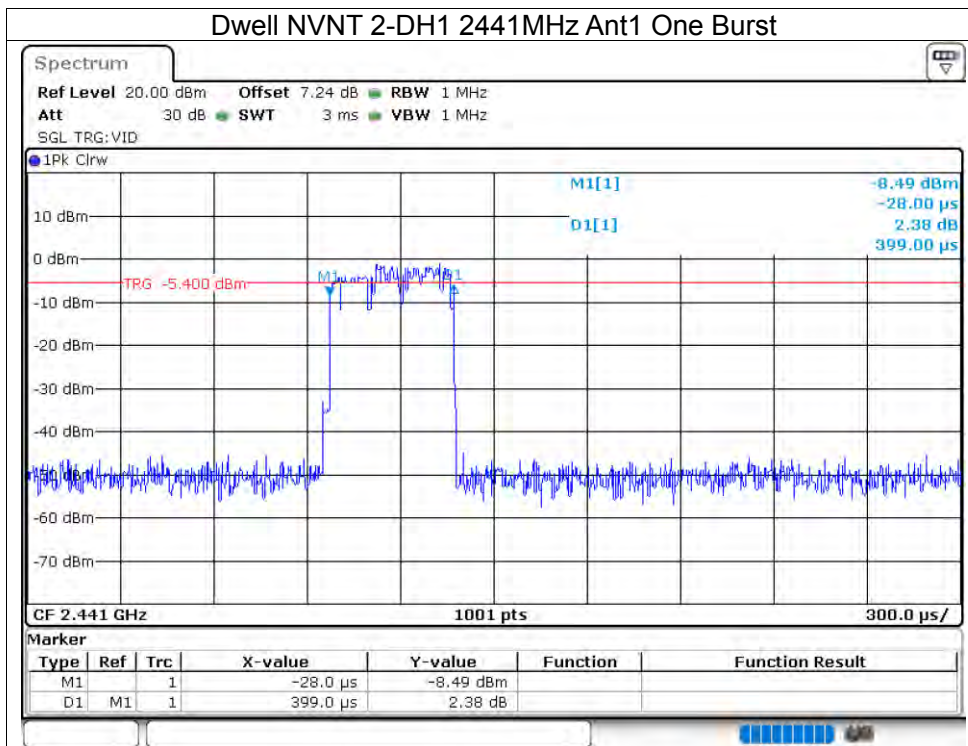 Dwell NVNT 2-DH1 2441MHz Ant1 One Burst
Spectrum
Ref Level 20.00 dBm Offset 7.24 dB RBW 1 MHz
Att 30 dB SWT 3 ms VBW 1 MHz
SGL TRG:VID
1Pk Clrw
M1[1] -8.49 dBm
-28.00 µs
10 dBm
D1[1] 2.38 dB
399.00 µs
0 dBm
M1
TRG -5.400 dBm
-10 dBm
-20 dBm
-30 dBm
-40 dBm
-60 dBm
-70 dBm
CF 2.441 GHz 1001 pts 300.0 µs/
Marker
Type Ref Trc X-value Y-value Function Function Result
M1 1 -28.0 µs -8.49 dBm
D1 M1 1 399.0 µs 2.38 dB